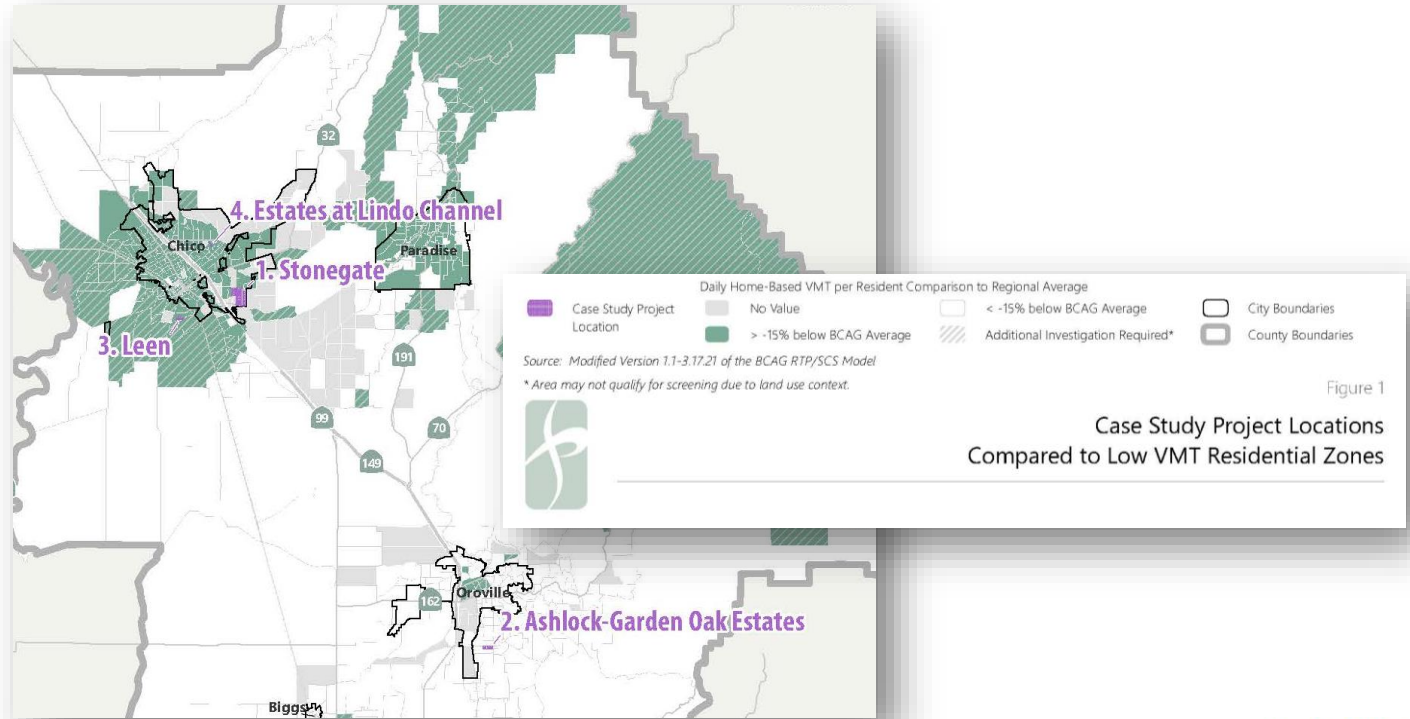 32
4. Estates at Lindo Channel
Chico
Paradise
1. Stonegate
3. Leen
191
99
70
149
Oroville
162
2. Ashlock-Garden Oak Estates
Biggs
Daily Home-Based VMT per Resident Comparison to Regional Average
Case Study Project
Location
No Value
> -15% below BCAG Average
< -15% below BCAG Average
Additional Investigation Required*
City Boundaries
County Boundaries
Source: Modified Version 1.1-3.17.21 of the BCAG RTP/SCS Model
* Area may not qualify for screening due to land use context.
Figure 1
Case Study Project Locations
Compared to Low VMT Residential Zones